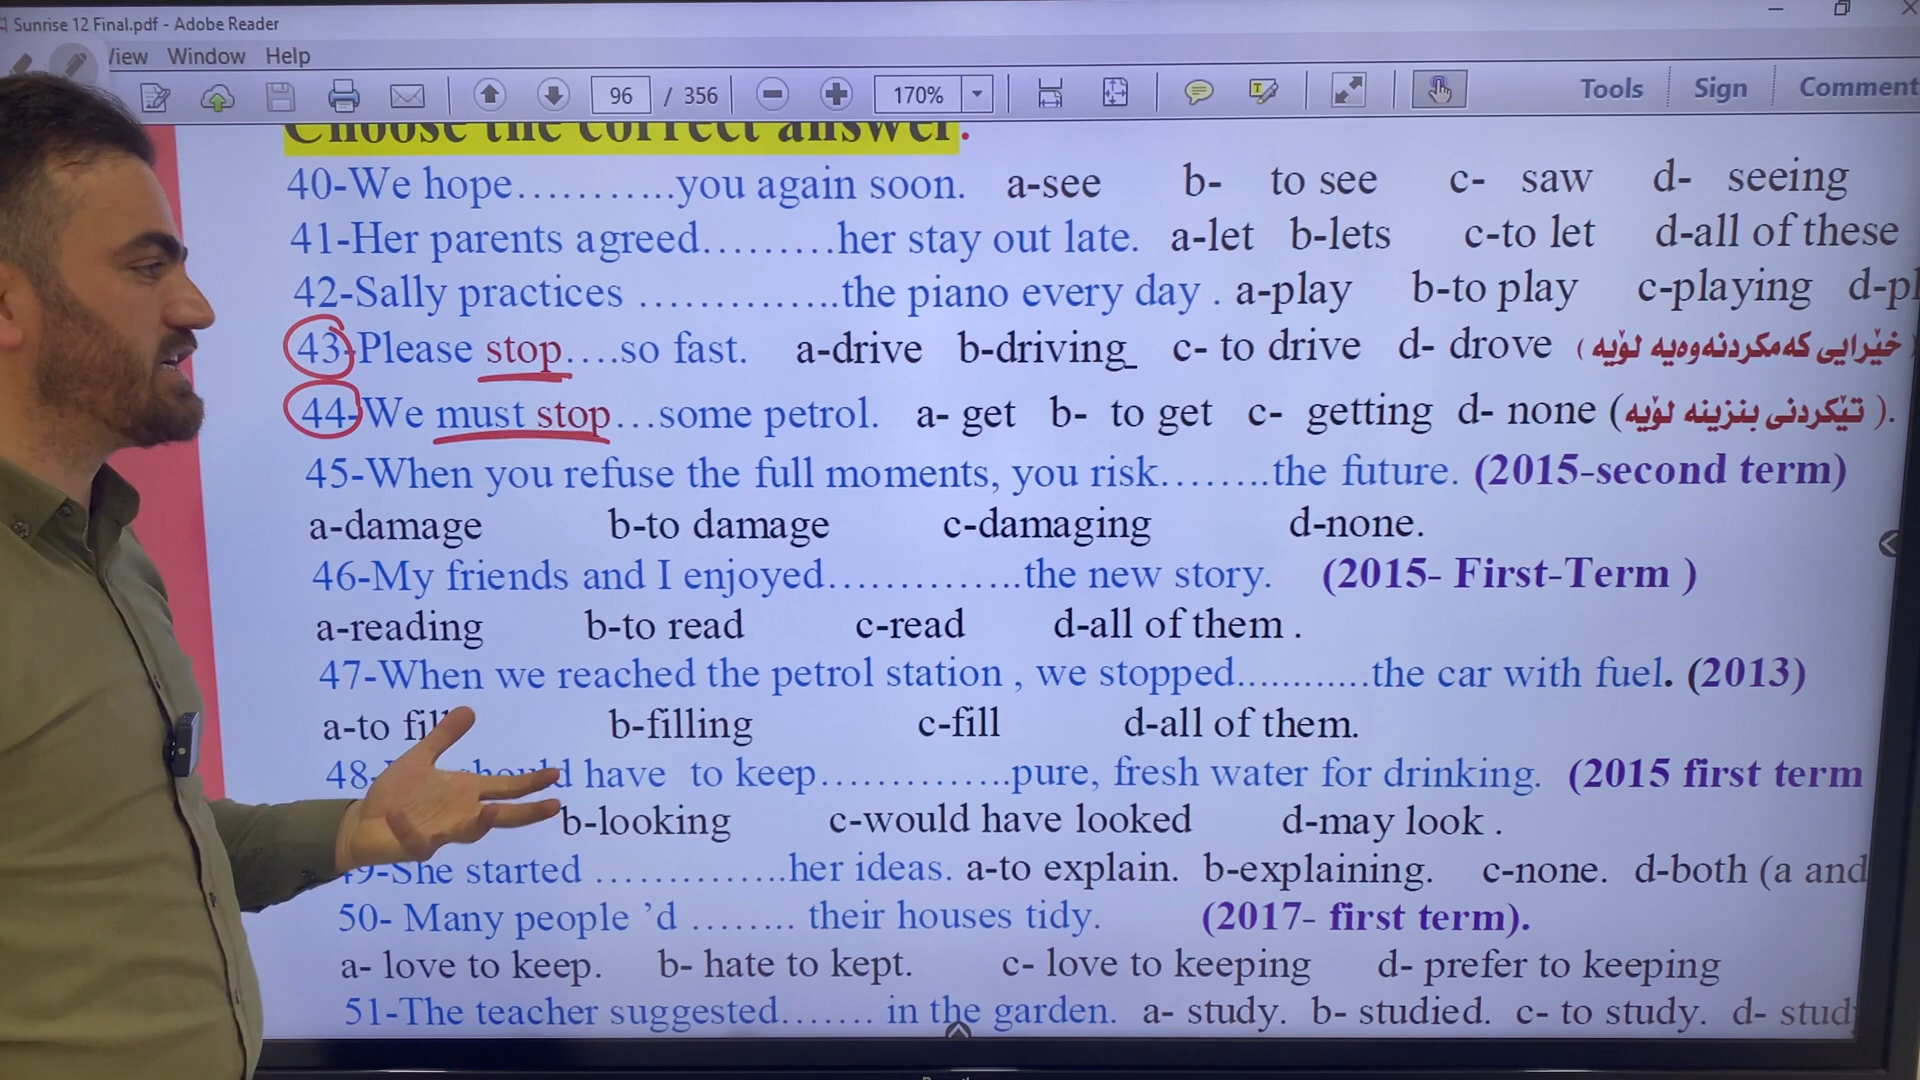 Sunrise 12 Final.pdf - Adobe Reader
View Window Help
96 / 356 170% Tools Sign Comment
Choose the correct answer.
40-We hope...........you again soon. a-see b- to see c- saw d- seeing
41-Her parents agreed.........her stay out late. a-let b-lets c-to let d-all of these
42-Sally practices ..............the piano every day . a-play b-to play c-playing
43-Please stop....so fast. a-drive b-driving c- to drive d- drove (خێرایی کەمکردنەوەیە لۆیە)
44-We must stop...some petrol. a- get b- to get c- getting d- none (تێکردنی بنزینە لۆیە ).
45-When you refuse the full moments, you risk........the future. (2015-second term)
a-damage b-to damage c-damaging d-none.
46-My friends and I enjoyed..............the new story. (2015- First-Term )
a-reading b-to read c-read d-all of them .
47-When we reached the petrol station , we stopped...........the car with fuel. (2013)
a-to fill b-filling c-fill d-all of them.
48- should have to keep..............pure, fresh water for drinking. (2015 first term
b-looking c-would have looked d-may look .
49-She started ..............her ideas. a-to explain. b-explaining. c-none. d-both (a and
50- Many people ’d ........ their houses tidy. (2017- first term).
a- love to keep. b- hate to kept. c- love to keeping d- prefer to keeping
51-The teacher suggested....... in the garden. a- study. b- studied. c- to study. d-